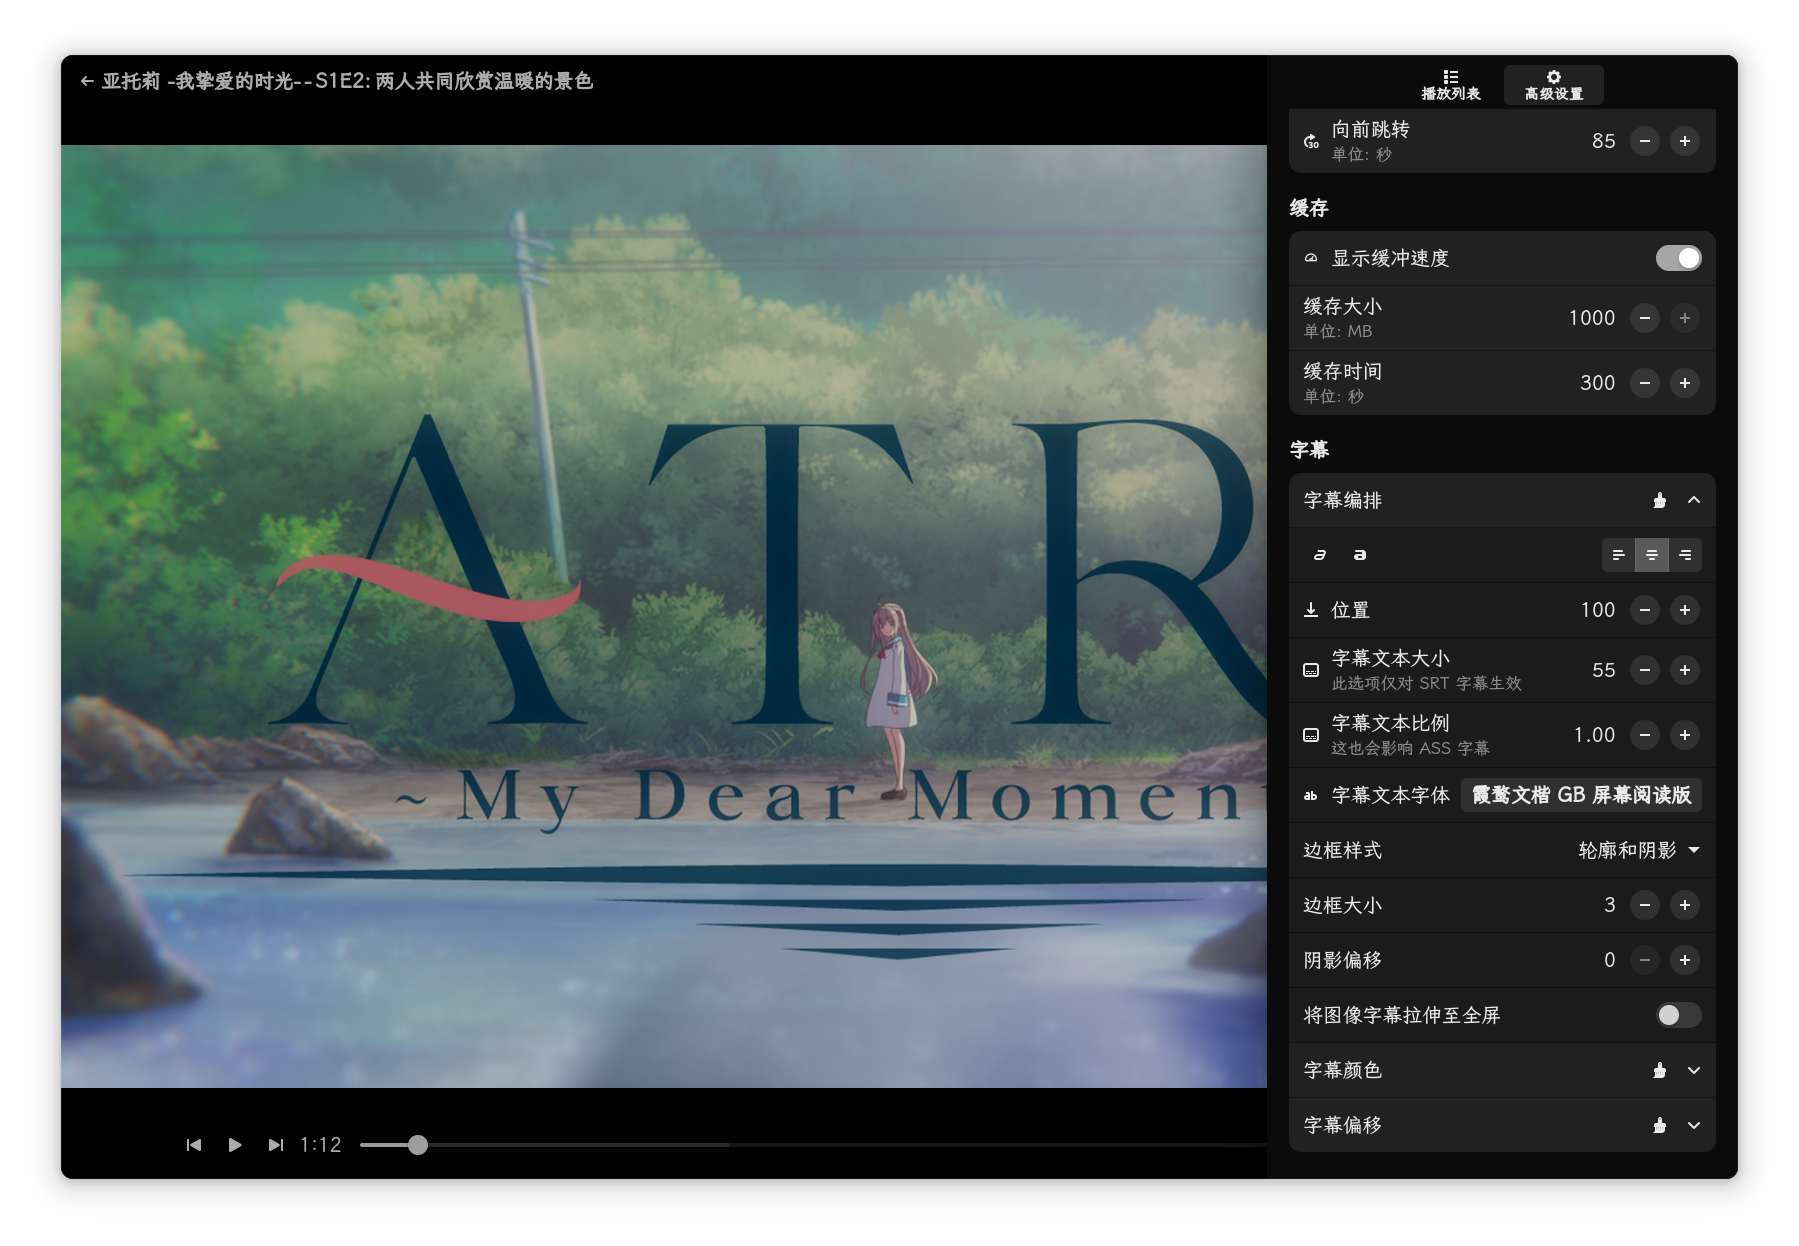 亚托莉 -我挚爱的时光--S1E2: 两人共同欣赏温暖的景色
ATR
~My Dear Momen
1:12
播放列表
高级设置
30
向前跳转
单位: 秒
85
缓存
显示缓冲速度
缓存大小
单位: MB
1000
缓存时间
单位: 秒
300
字幕
字幕编排
a a
位置
100
字幕文本大小
此选项仅对 SRT 字幕生效
55
字幕文本比例
这也会影响 ASS 字幕
1.00
ab 字幕文本字体
霞鹜文楷 GB 屏幕阅读版
边框样式
轮廓和阴影
边框大小
3
阴影偏移
0
将图像字幕拉伸至全屏
字幕颜色
字幕偏移